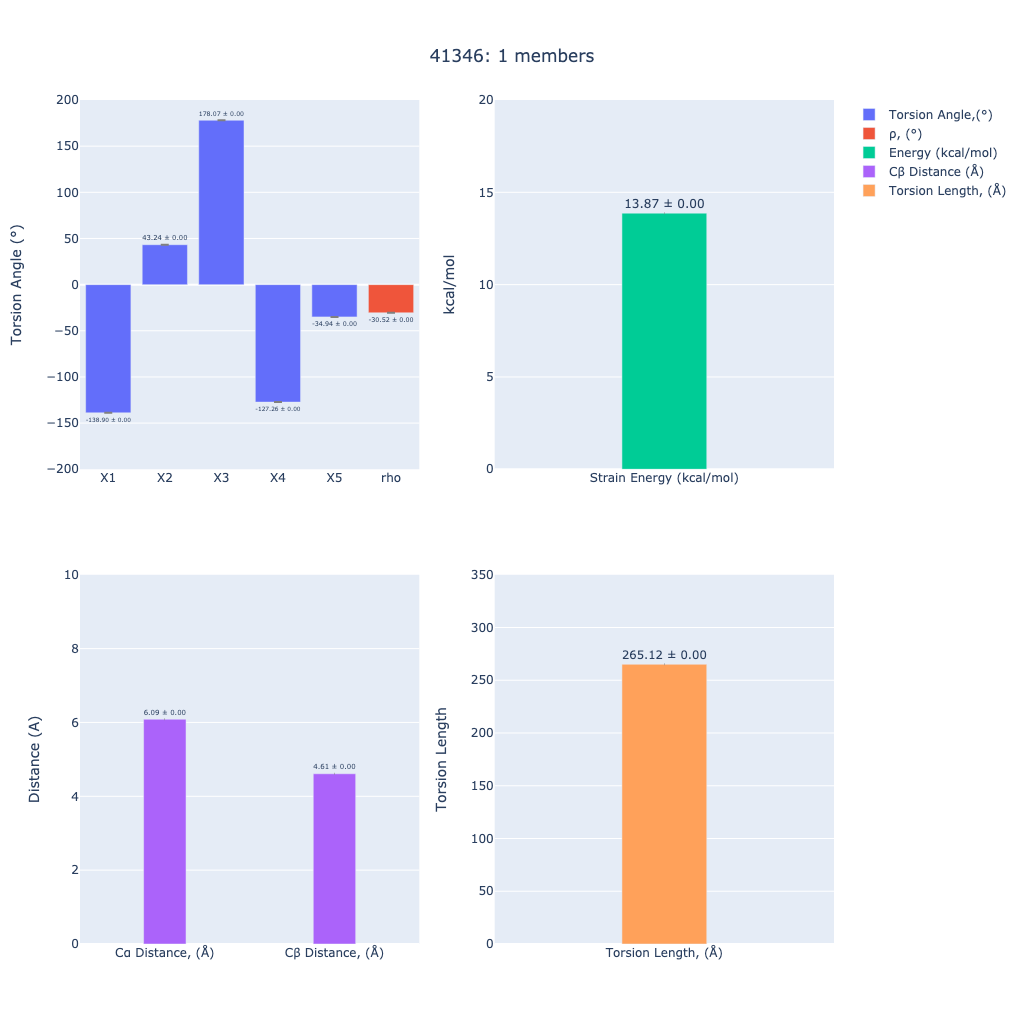 41346: 1 members
Torsion Angle (°)
200
150
100
50
0
−50
−100
−150
−200
-138.90 ± 0.00
43.24 ± 0.00
178.07 ± 0.00
-127.26 ± 0.00
-34.94 ± 0.00
-30.52 ± 0.00
X1 X2 X3 X4 X5 rho
kcal/mol
20
15
10
5
0
13.87 ± 0.00
Strain Energy (kcal/mol)
Torsion Angle,(°)
ρ, (°)
Energy (kcal/mol)
Cβ Distance (Å)
Torsion Length, (Å)
Distance (A)
10
8
6
4
2
0
6.09 ± 0.00
4.61 ± 0.00
Cα Distance, (Å) Cβ Distance, (Å)
Torsion Length
350
300
250
200
150
100
50
0
265.12 ± 0.00
Torsion Length, (Å)